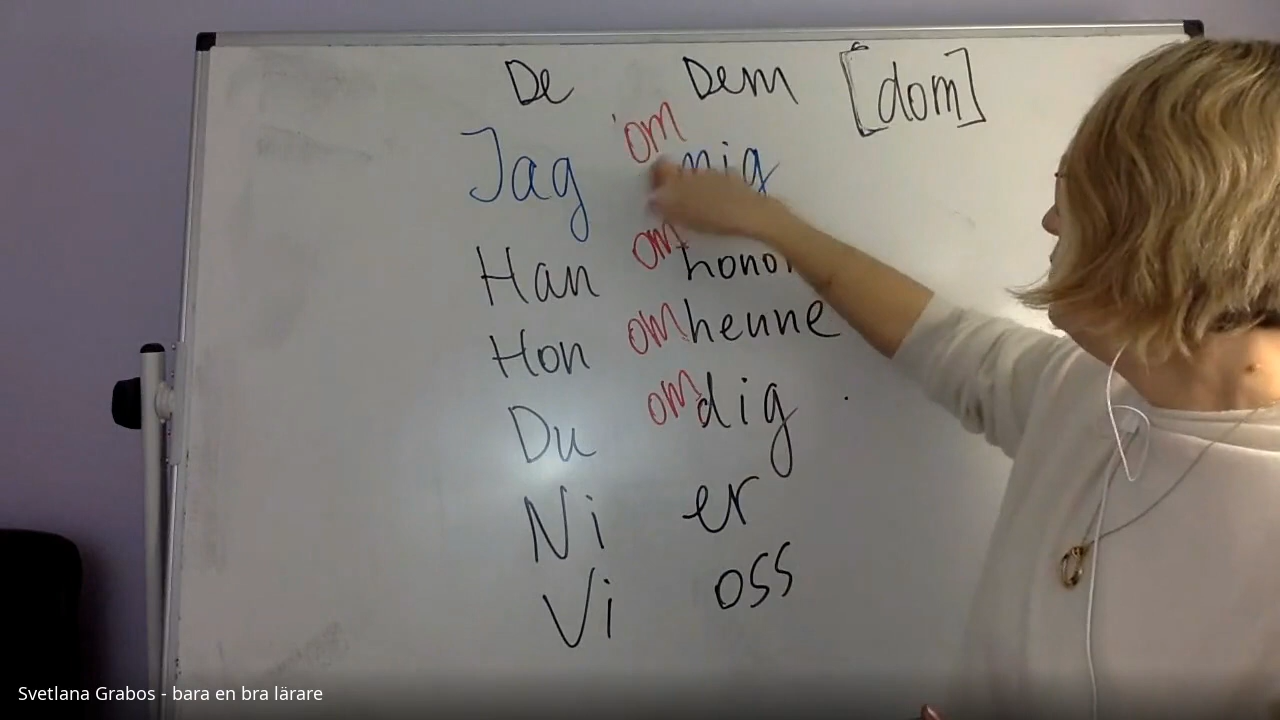 De Dem [dom]
Jag om mig
Han om
Hon om henne
Du om dig
Ni er
Vi oss
Svetlana Grabos - bara en bra lärare